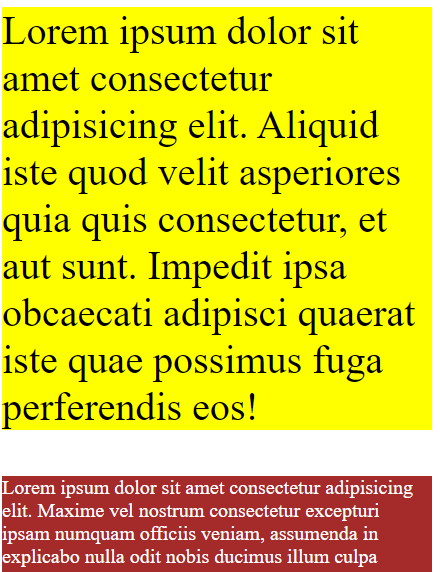 Lorem ipsum dolor sit
amet consectetur
adipisicing elit. Aliquid
iste quod velit asperiores
quia quis consectetur, et
aut sunt. Impedit ipsa
obcaecati adipisci quaerat
iste quae possimus fuga
perferendis eos!
Lorem ipsum dolor sit amet consectetur adipisicing
elit. Maxime vel nostrum consectetur excepturi
ipsam numquam officiis veniam, assumenda in
explicabo nulla odit nobis ducimus illum culpa